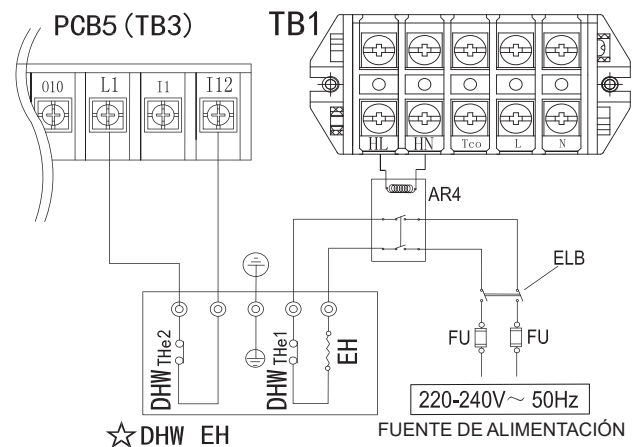 PCB5 (TB3)
TB1
O10 L1 I1 I12
HL HN Tco L N
AR4
ELB
FU FU
DHW THe2
DHW THe1
EH
220-240V~ 50Hz
FUENTE DE ALIMENTACIÓN
☆DHW EH